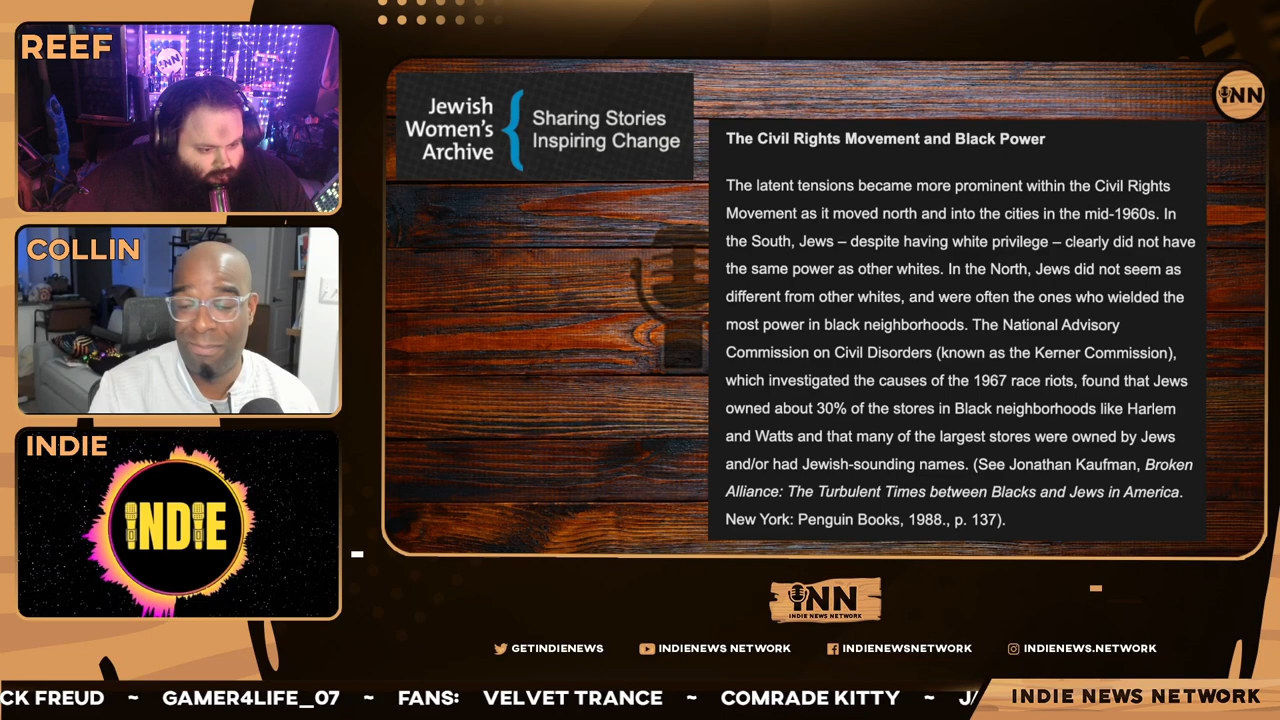 REEF
COLLIN
INDIE
INDIE
Jewish
Women's
Archive
Sharing Stories
Inspiring Change
INN
The Civil Rights Movement and Black Power
The latent tensions became more prominent within the Civil Rights
Movement as it moved north and into the cities in the mid-1960s. In
the South, Jews – despite having white privilege – clearly did not have
the same power as other whites. In the North, Jews did not seem as
different from other whites, and were often the ones who wielded the
most power in black neighborhoods. The National Advisory
Commission on Civil Disorders (known as the Kerner Commission),
which investigated the causes of the 1967 race riots, found that Jews
owned about 30% of the stores in Black neighborhoods like Harlem
and Watts and that many of the largest stores were owned by Jews
and/or had Jewish-sounding names. (See Jonathan Kaufman, Broken
Alliance: The Turbulent Times between Blacks and Jews in America.
New York: Penguin Books, 1988., p. 137).
INN
INDIE NEWS NETWORK
GETINDIENEWS INDIENEWS NETWORK INDIENEWSNETWORK INDIENEWS.NETWORK
CK FREUD ~ GAMER4LIFE_07 ~ FANS: VELVET TRANCE ~ COMRADE KITTY ~ JA
INDIE NEWS NETWORK